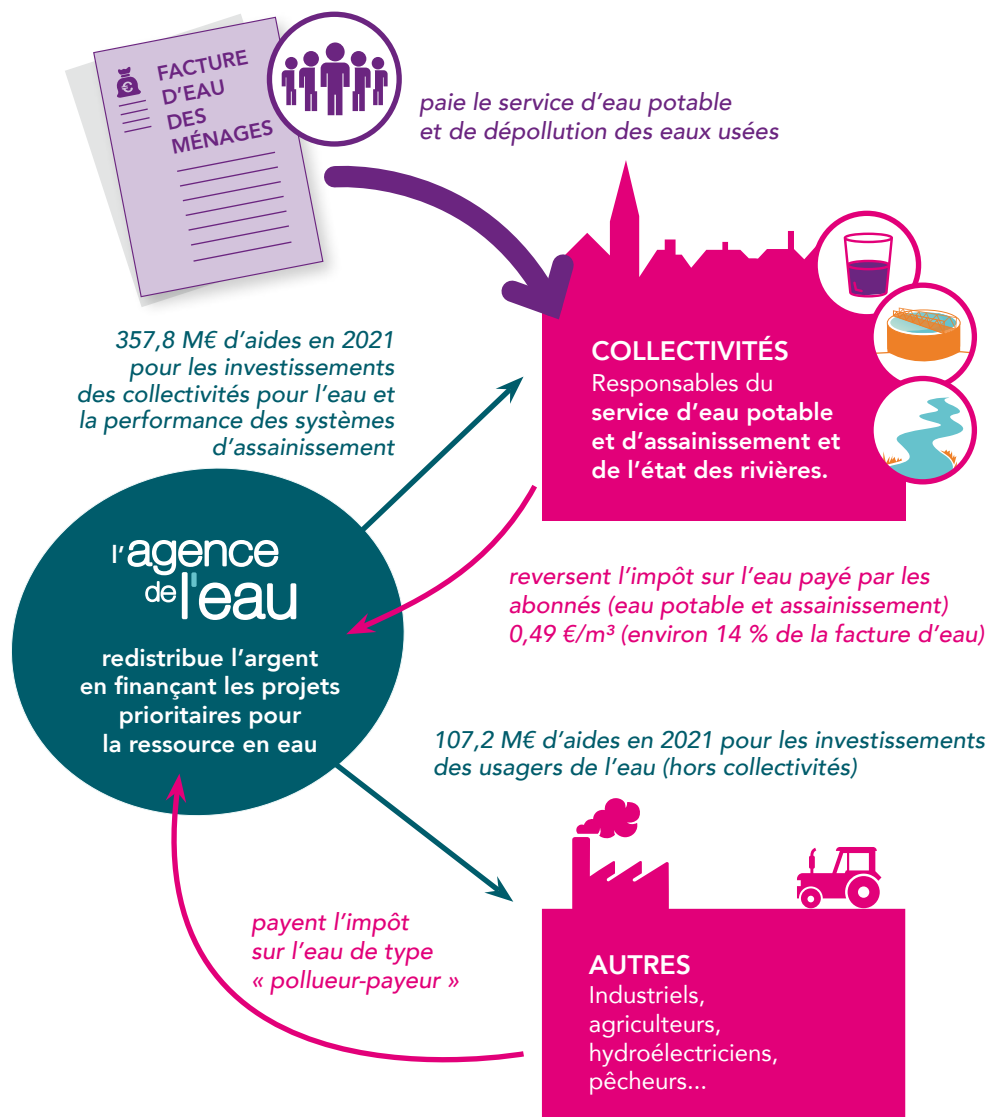 FACTURE
D'EAU
DES
MÉNAGES
paie le service d'eau potable
et de dépollution des eaux usées
357,8 M€ d'aides en 2021
pour les investissements
des collectivités pour l'eau et
la performance des systèmes
d'assainissement
COLLECTIVITÉS
Responsables du
service d'eau potable
et d'assainissement et
de l'état des rivières.
l'agence
de l'eau
redistribue l'argent
en finançant les projets
prioritaires pour
la ressource en eau
reversent l'impôt sur l'eau payé par les
abonnés (eau potable et assainissement)
0,49 €/m³ (environ 14 % de la facture d'eau)
107,2 M€ d'aides en 2021 pour les investissements
des usagers de l'eau (hors collectivités)
payent l'impôt
sur l'eau de type
« pollueur-payeur »
AUTRES
Industriels,
agriculteurs,
hydroélectriciens,
pêcheurs...